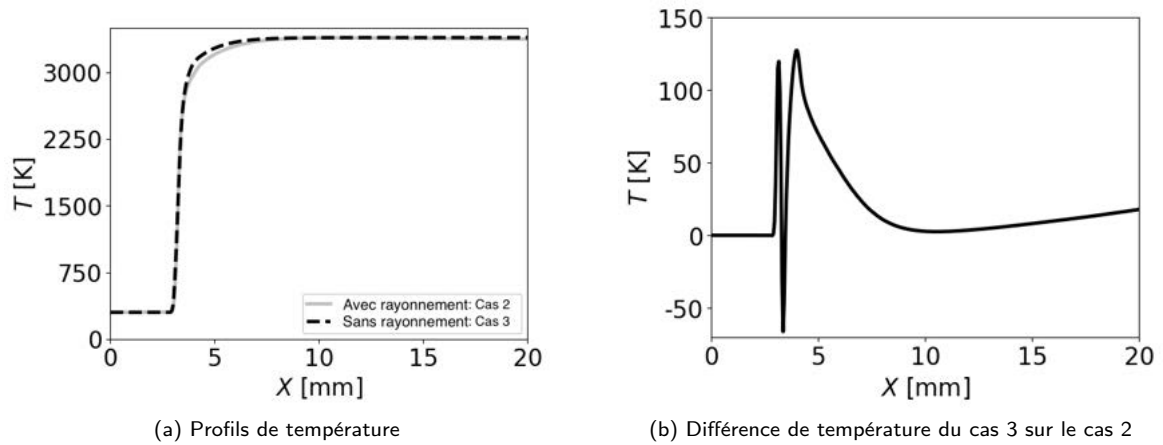 T [K]
3000
2250
1500
750
0
0 5 10 15 20
X [mm]
Avec rayonnement: Cas 2
Sans rayonnement: Cas 3
(a) Profils de température
T [K]
150
100
50
0
-50
0 5 10 15 20
X [mm]
(b) Différence de température du cas 3 sur le cas 2